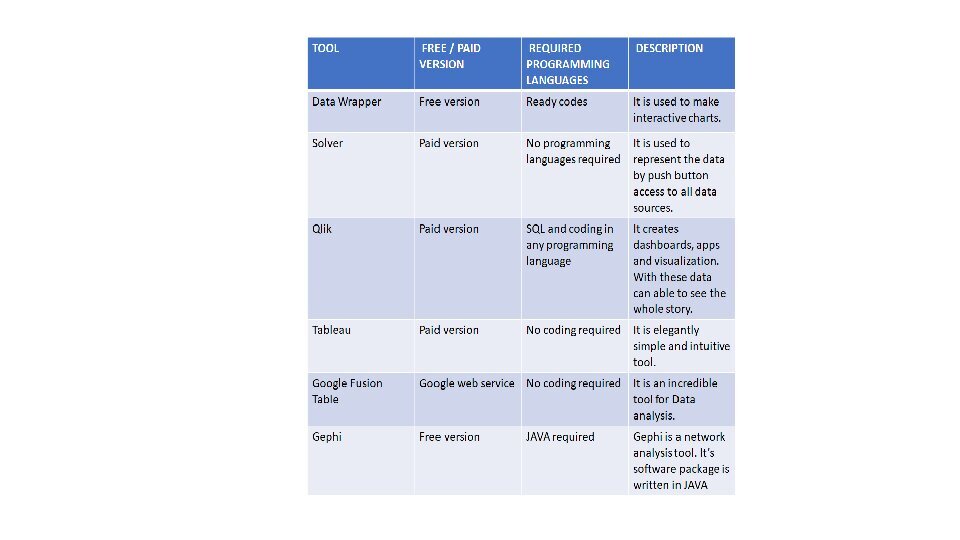 TOOL
FREE / PAID
VERSION
REQUIRED
PROGRAMMING
LANGUAGES
DESCRIPTION
Data Wrapper
Free version
Ready codes
It is used to make
interactive charts.
Solver
Paid version
No programming
languages required
It is used to
represent the data
by push button
access to all data
sources.
Qlik
Paid version
SQL and coding in
any programming
language
It creates
dashboards, apps
and visualization.
With these data
can able to see the
whole story.
Tableau
Paid version
No coding required
It is elegantly
simple and intuitive
tool.
Google Fusion
Table
Google web service
No coding required
It is an incredible
tool for Data
analysis.
Gephi
Free version
JAVA required
Gephi is a network
analysis tool. It's
software package is
written in JAVA